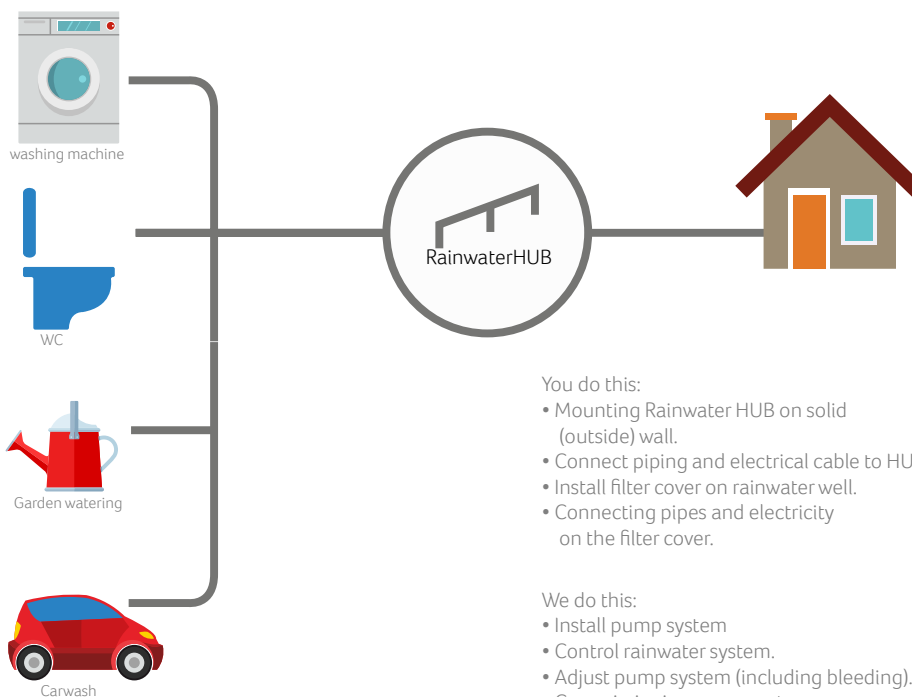 washing machine
WC
Garden watering
Carwash
RainwaterHUB
You do this:
• Mounting Rainwater HUB on solid
(outside) wall.
• Connect piping and electrical cable to HU
• Install filter cover on rainwater well.
• Connecting pipes and electricity
on the filter cover.
We do this:
• Install pump system
• Control rainwater system.
• Adjust pump system (including bleeding).